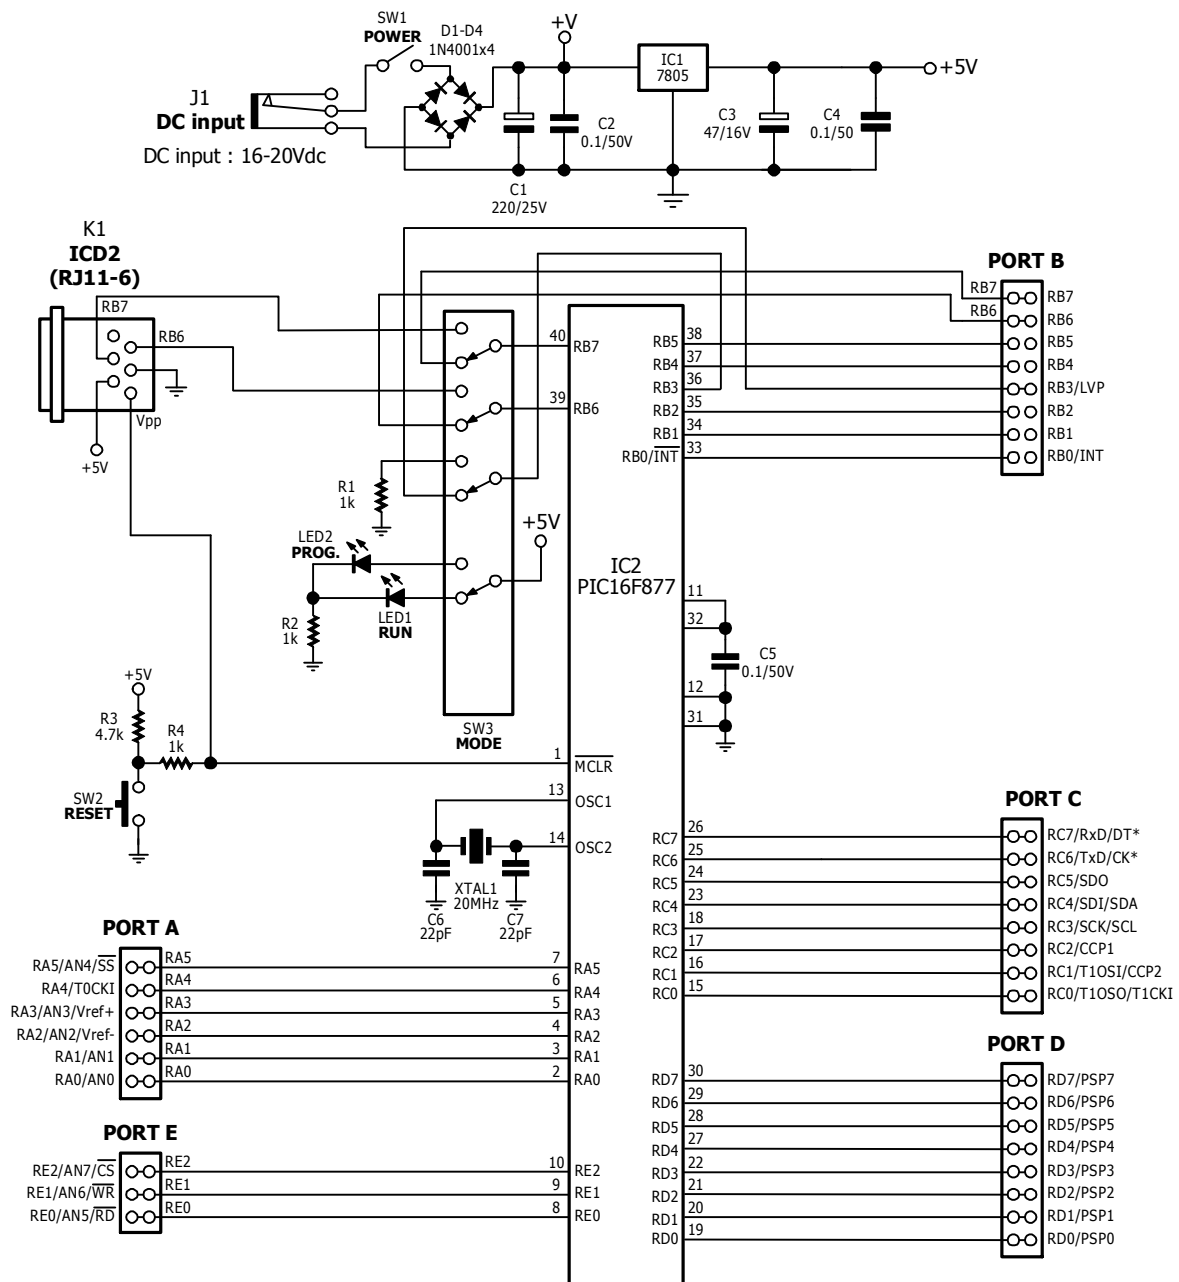 SW1
POWER
D1-D4
1N4001x4
+V
IC1
7805
+5V
J1
DC input
DC input : 16-20Vdc
C2
0.1/50V
C3
47/16V
C4
0.1/50
C1
220/25V
K1
ICD2
(RJ11-6)
RB7
RB6
Vpp
+5V
PORT B
RB7
RB7
RB6
RB6
RB5
RB4
RB3/LVP
RB2
RB1
RB0/INT
40
RB7
39
RB6
RB5
38
RB4
37
RB3
36
RB2
35
RB1
34
RB0/INT
33
R1
1k
LED2
PROG.
+5V
LED1
RUN
R2
1k
IC2
PIC16F877
11
32
C5
0.1/50V
12
31
SW3
MODE
+5V
R3
4.7k
R4
1k
SW2
RESET
1
MCLR
13
OSC1
14
OSC2
XTAL1
20MHz
C6
22pF
C7
22pF
PORT C
RC7
26
RC7/RxD/DT*
RC6
25
RC6/TxD/CK*
RC5
24
RC5/SDO
RC4
23
RC4/SDI/SDA
RC3
18
RC3/SCK/SCL
RC2
17
RC2/CCP1
RC1
16
RC1/T1OSI/CCP2
RC0
15
RC0/T1OSO/T1CKI
PORT A
RA5/AN4/SS
RA5
7
RA5
RA4/T0CKI
RA4
6
RA4
RA3/AN3/Vref+
RA3
5
RA3
RA2/AN2/Vref-
RA2
4
RA2
RA1/AN1
RA1
3
RA1
RA0/AN0
RA0
2
RA0
PORT D
RD7
30
RD7/PSP7
RD6
29
RD6/PSP6
RD5
28
RD5/PSP5
RD4
27
RD4/PSP4
RD3
22
RD3/PSP3
RD2
21
RD2/PSP2
RD1
20
RD1/PSP1
RD0
19
RD0/PSP0
PORT E
RE2/AN7/CS
RE2
10
RE2
RE1/AN6/WR
RE1
9
RE1
RE0/AN5/RD
RE0
8
RE0